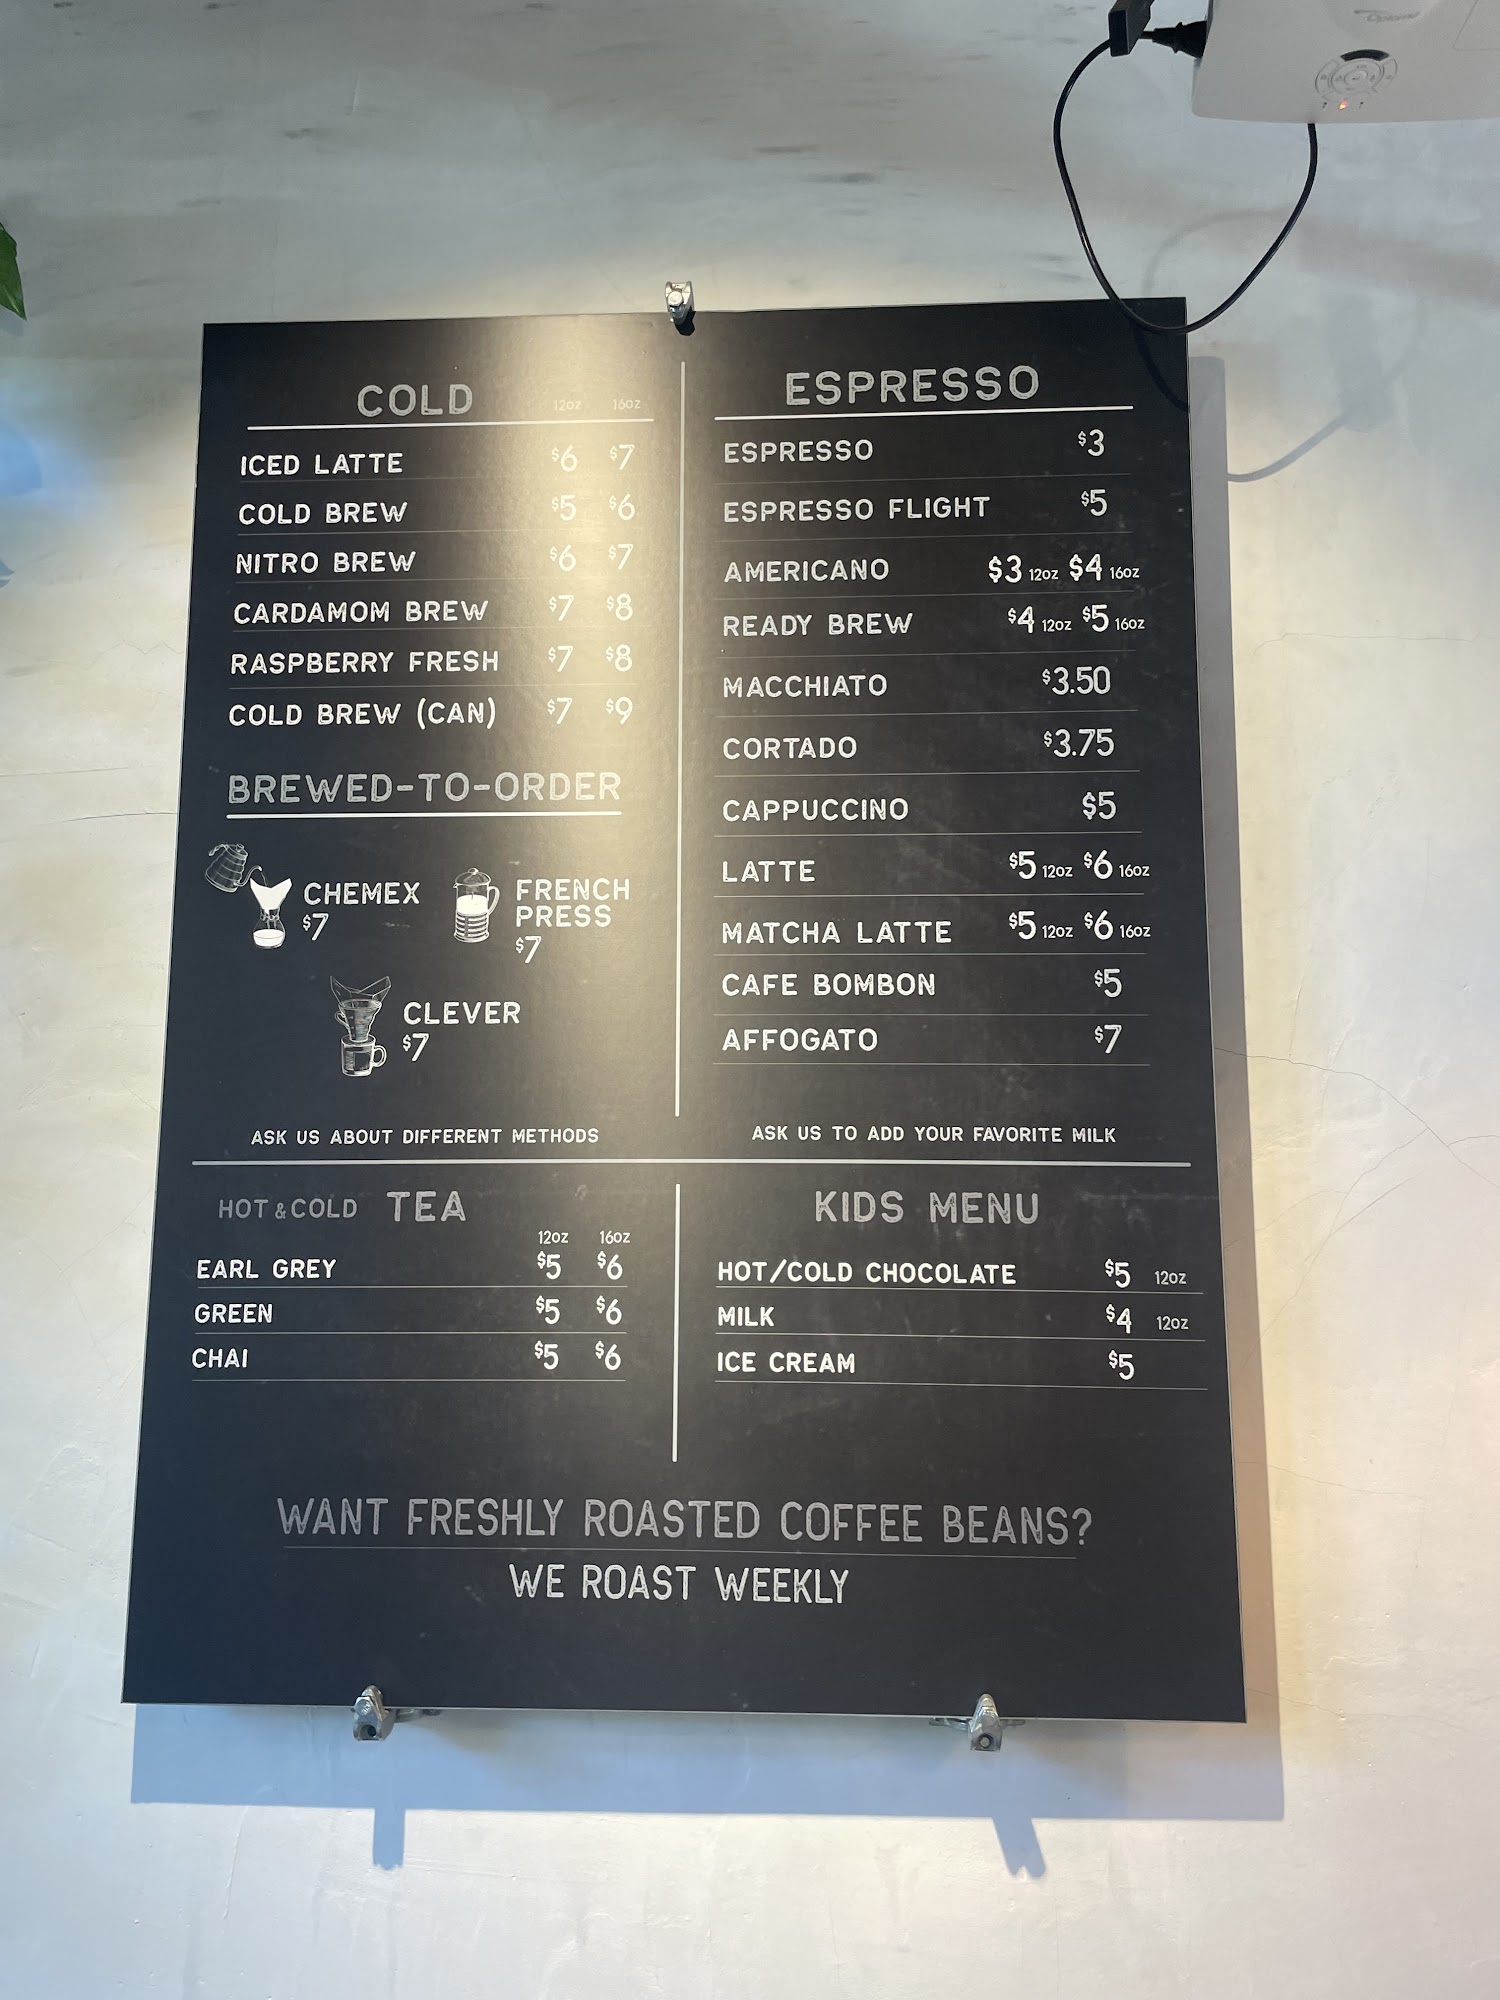 Optoma
COLD 12oz 16oz
ICED LATTE $6 $7
COLD BREW $5 $6
NITRO BREW $6 $7
CARDAMOM BREW $7 $8
RASPBERRY FRESH $7 $8
COLD BREW (CAN) $7 $9
BREWED-TO-ORDER
CHEMEX
$7
FRENCH
PRESS
$7
CLEVER
$7
ASK US ABOUT DIFFERENT METHODS
ESPRESSO
ESPRESSO $3
ESPRESSO FLIGHT $5
AMERICANO $3 12oz $4 16oz
READY BREW $4 12oz $5 16oz
MACCHIATO $3.50
CORTADO $3.75
CAPPUCCINO $5
LATTE $5 12oz $6 16oz
MATCHA LATTE $5 12oz $6 16oz
CAFE BOMBON $5
AFFOGATO $7
ASK US TO ADD YOUR FAVORITE MILK
HOT & COLD TEA
12oz 16oz
EARL GREY $5 $6
GREEN $5 $6
CHAI $5 $6
KIDS MENU
HOT/COLD CHOCOLATE $5 12oz
MILK $4 12oz
ICE CREAM $5
WANT FRESHLY ROASTED COFFEE BEANS?
WE ROAST WEEKLY